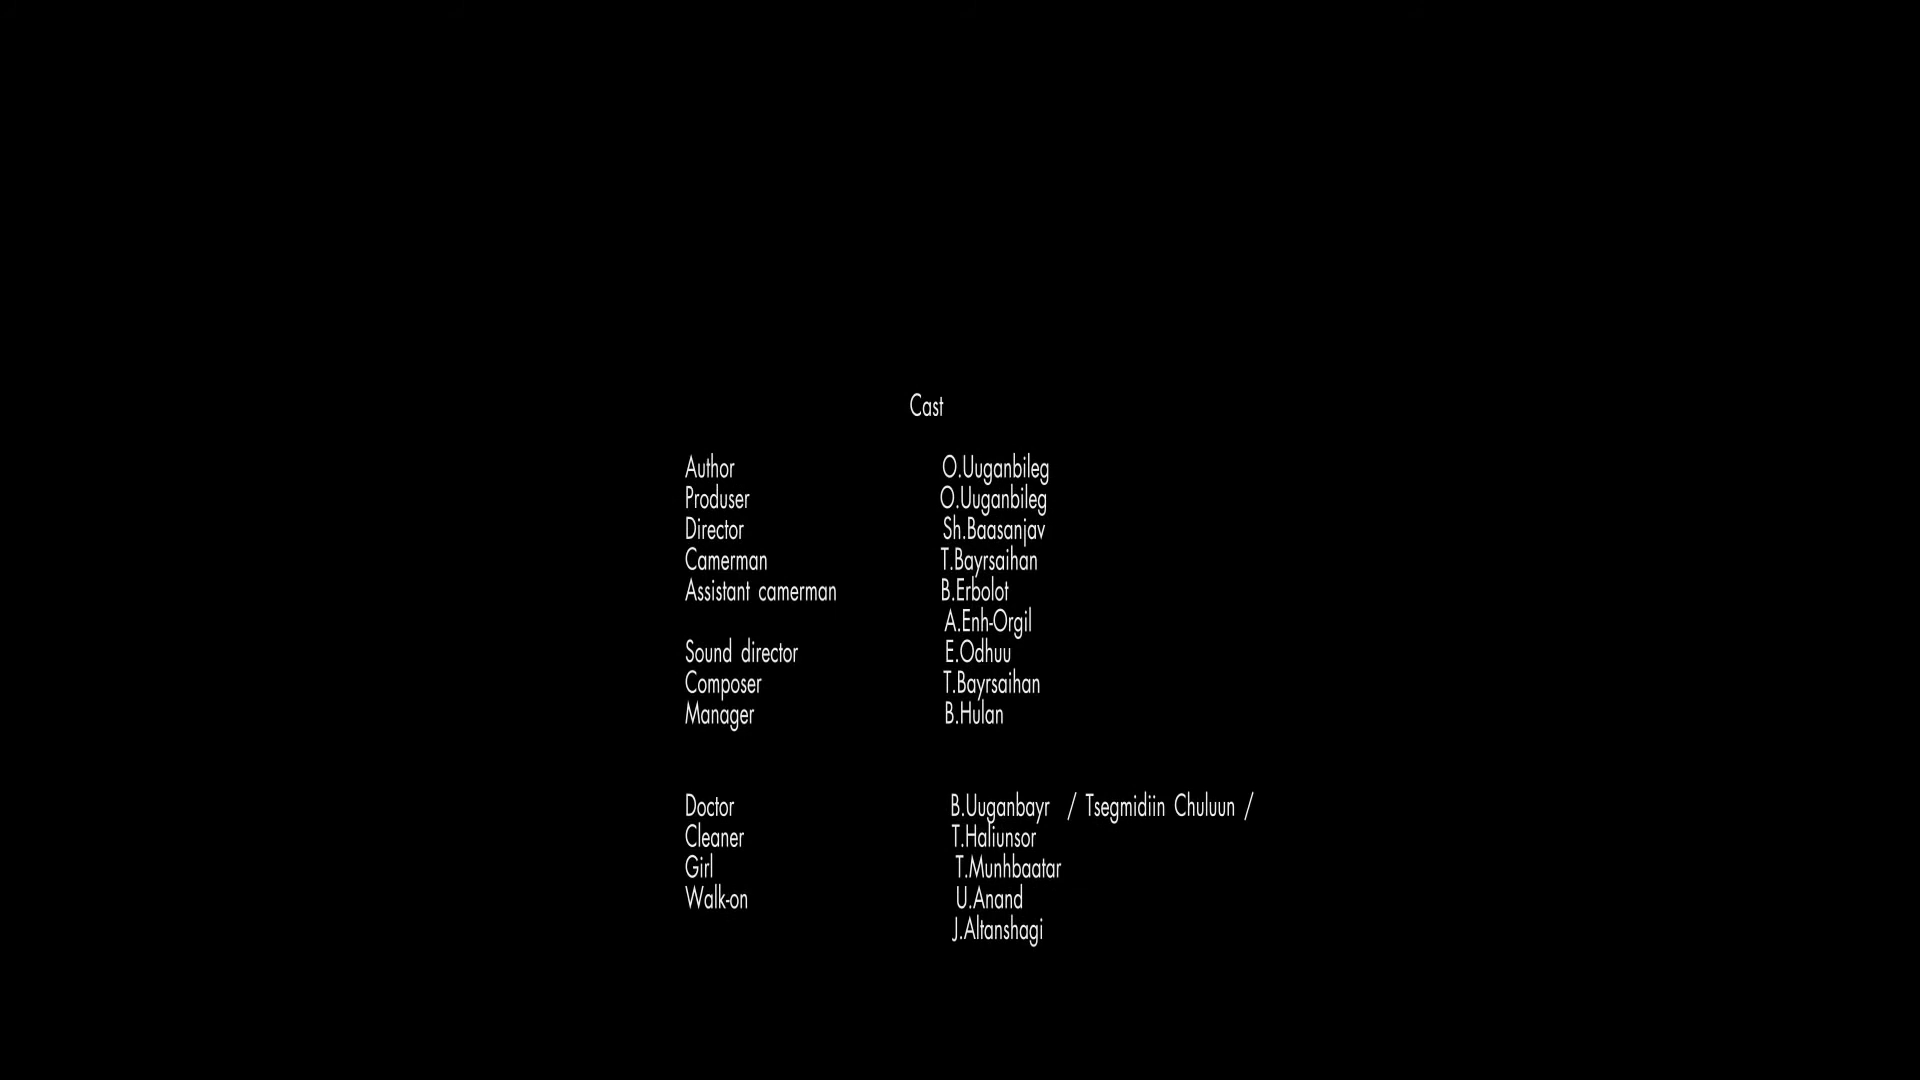 Cast
Author O.Uuganbileg
Produser O.Uuganbileg
Director Sh.Baasanjav
Camerman T.Bayrsaihan
Assistant camerman B.Erbolot
A.Enh-Orgil
Sound director E.Odhuu
Composer T.Bayrsaihan
Manager B.Hulan
Doctor B.Uuganbayr / Tsegmidiin Chuluun /
Cleaner T.Haliunsor
Girl T.Munhbaatar
Walk-on U.Anand
J.Altanshagi